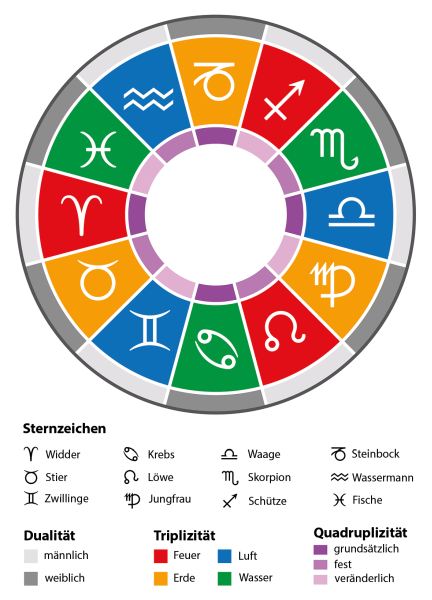 Sternzeichen
♈ Widder ♋ Krebs ♎ Waage ♑ Steinbock
♉ Stier ♌ Löwe ♏ Skorpion ♒ Wassermann
♊ Zwillinge ♍ Jungfrau ♐ Schütze ♓ Fische
Dualität Triplizität Quadruplizität
männlich Feuer Luft grundsätzlich
weiblich Erde Wasser fest
veränderlich